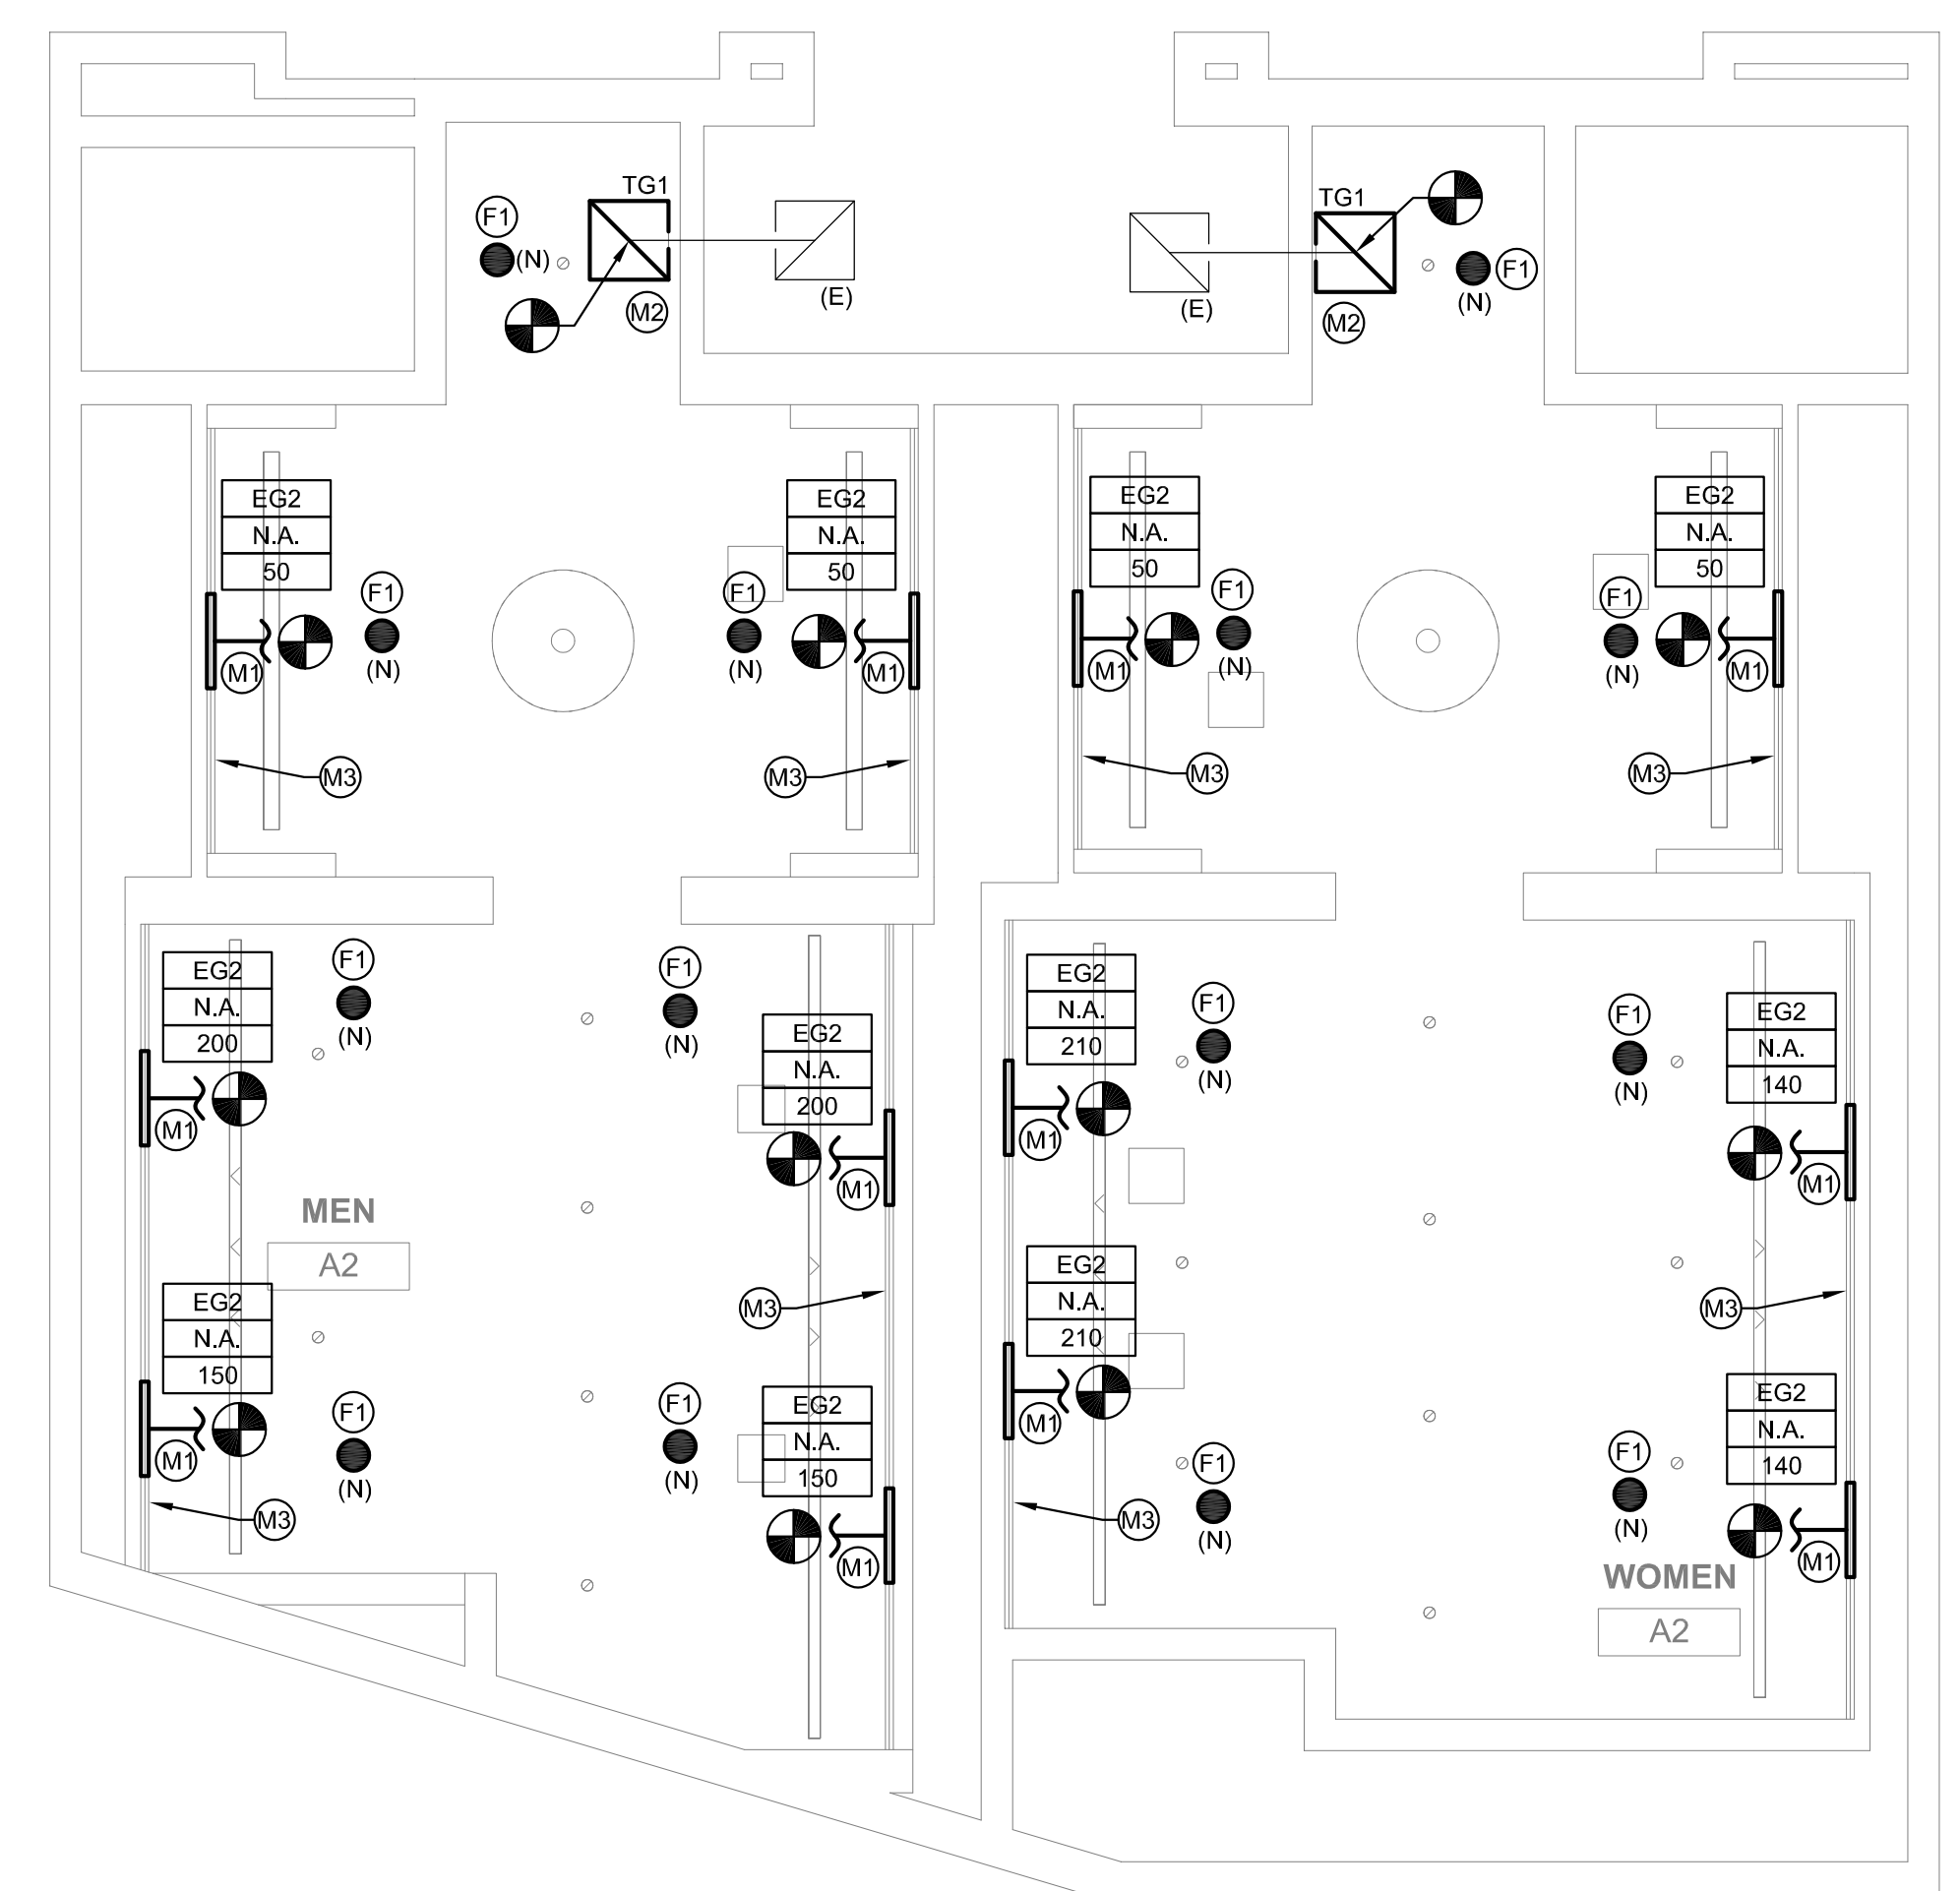 TG1
TG1
F1
F1
(N)
(N)
(E)
(E)
M2
M2
EG2
N.A.
50
EG2
N.A.
50
EG2
N.A.
50
EG2
N.A.
50
F1
F1
F1
F1
(N)
(N)
(N)
(N)
M1
M1
M1
M1
M3
M3
M3
M3
EG2
N.A.
200
F1
(N)
F1
(N)
EG2
N.A.
200
EG2
N.A.
210
F1
(N)
F1
(N)
EG2
N.A.
140
M1
M1
M1
M1
MEN
A2
EG2
N.A.
150
M3
EG2
N.A.
210
M3
F1
(N)
F1
(N)
EG2
N.A.
150
EG2
N.A.
140
M1
M1
M1
M1
M3
M3
F1
(N)
F1
(N)
WOMEN
A2